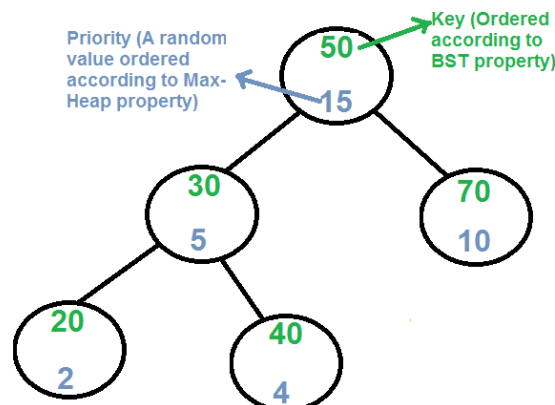 Priority (A random
value ordered
according to Max-
Heap property)
Key (Ordered
according to
BST property)
50
15
30
5
70
10
20
2
40
4